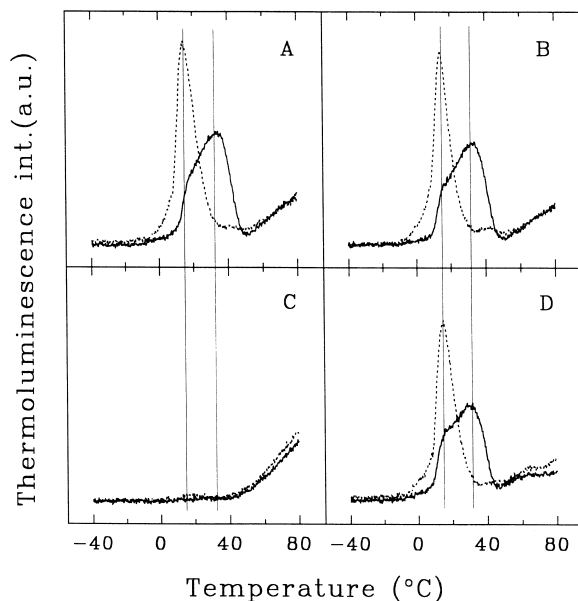 A
B
C
D
Thermoluminescence int.(a.u.)
-40 0 40 80
-40 0 40 80
Temperature (°C)